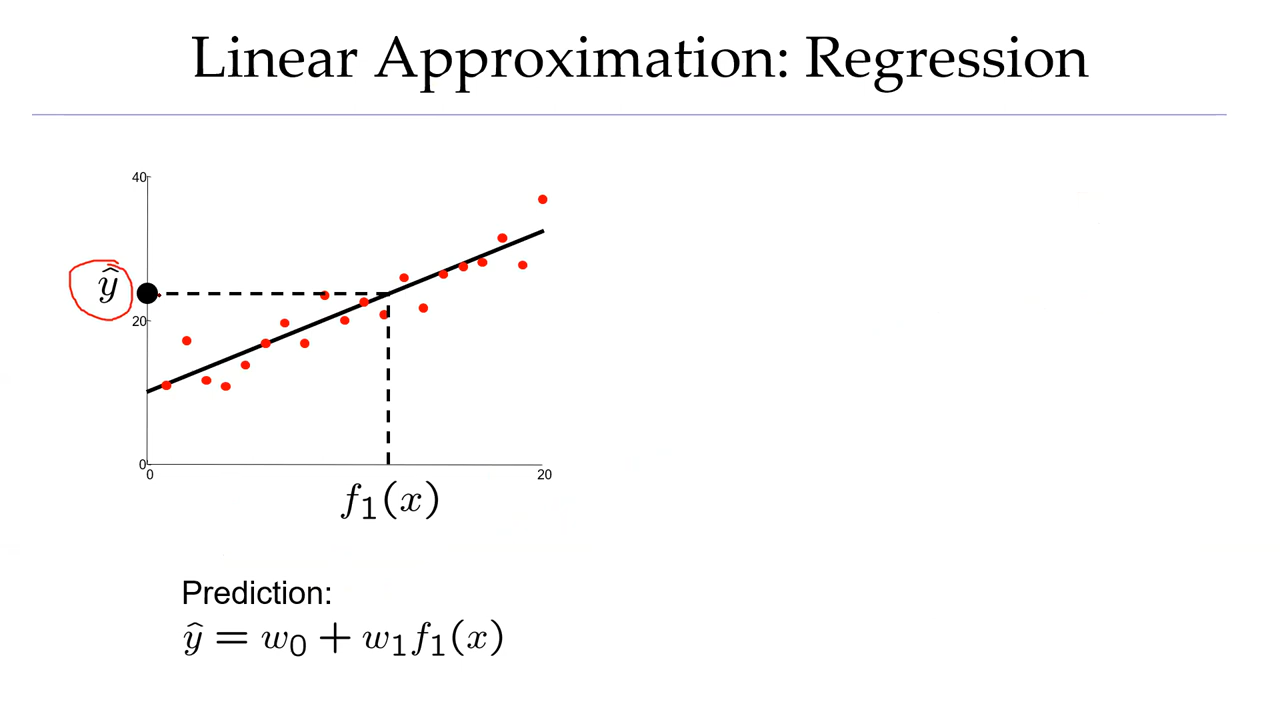 Linear Approximation: Regression
40
ŷ
20
0
0
20
f₁(x)
Prediction:
ŷ = w₀ + w₁f₁(x)